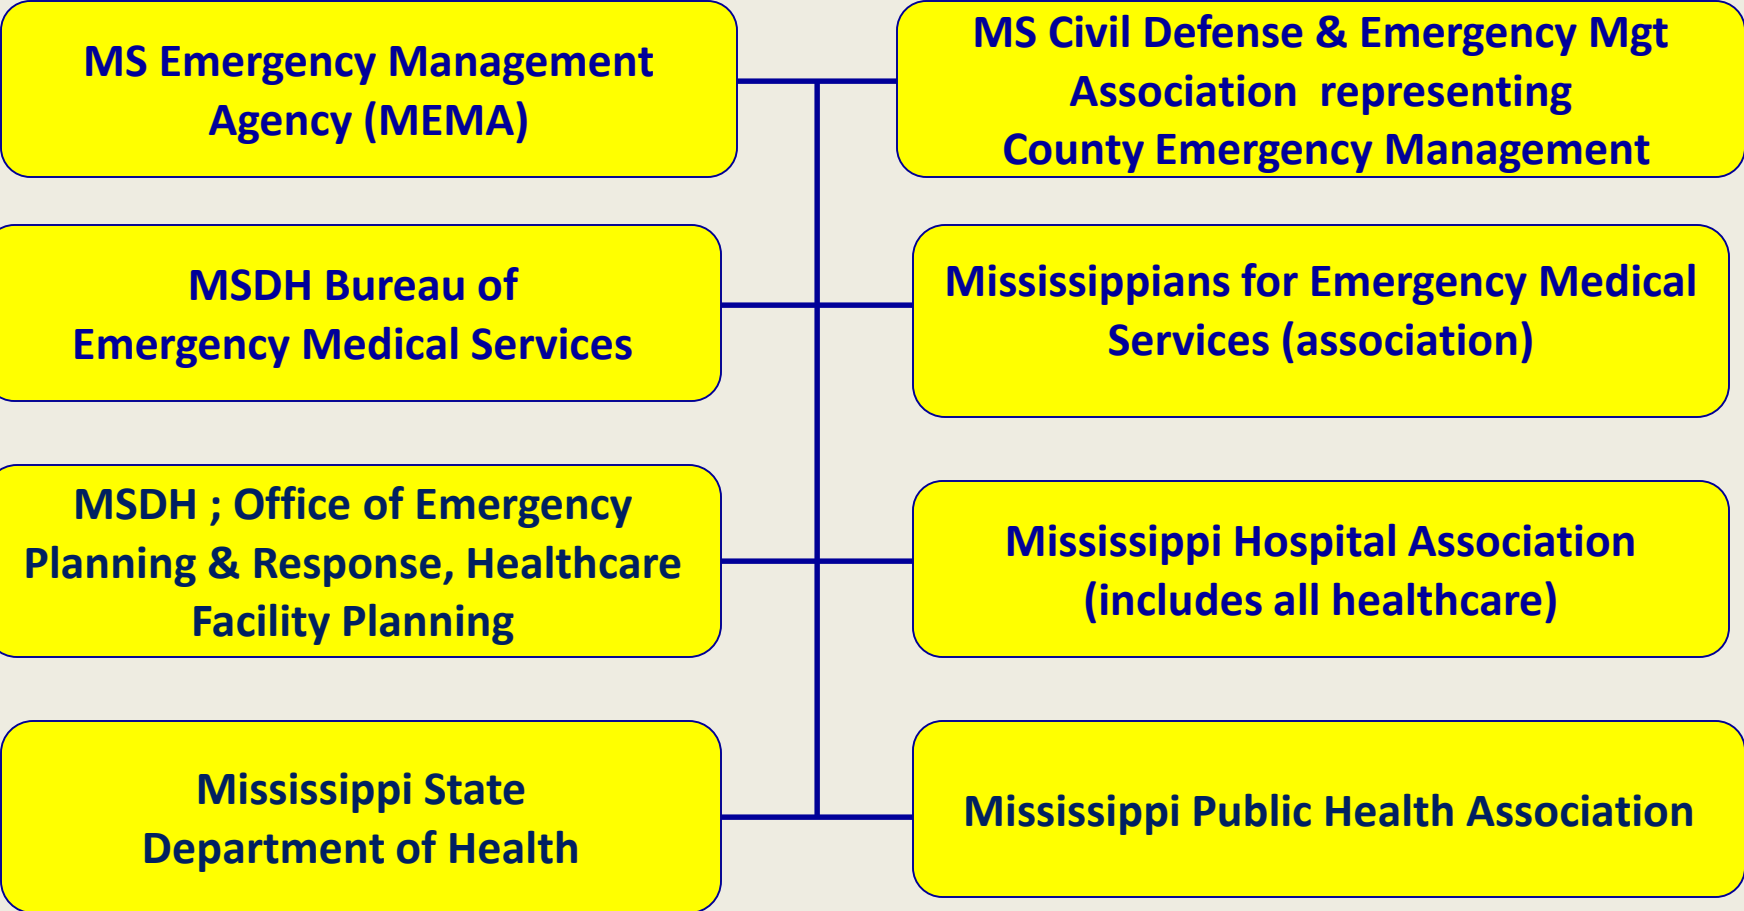 MS Emergency Management
Agency (MEMA)
MS Civil Defense & Emergency Mgt
Association  representing
County Emergency Management
MSDH Bureau of
Emergency Medical Services
Mississippians for Emergency Medical
Services (association)
MSDH ; Office of Emergency
Planning & Response, Healthcare
Facility Planning
Mississippi Hospital Association
(includes all healthcare)
Mississippi State
Department of Health
Mississippi Public Health Association